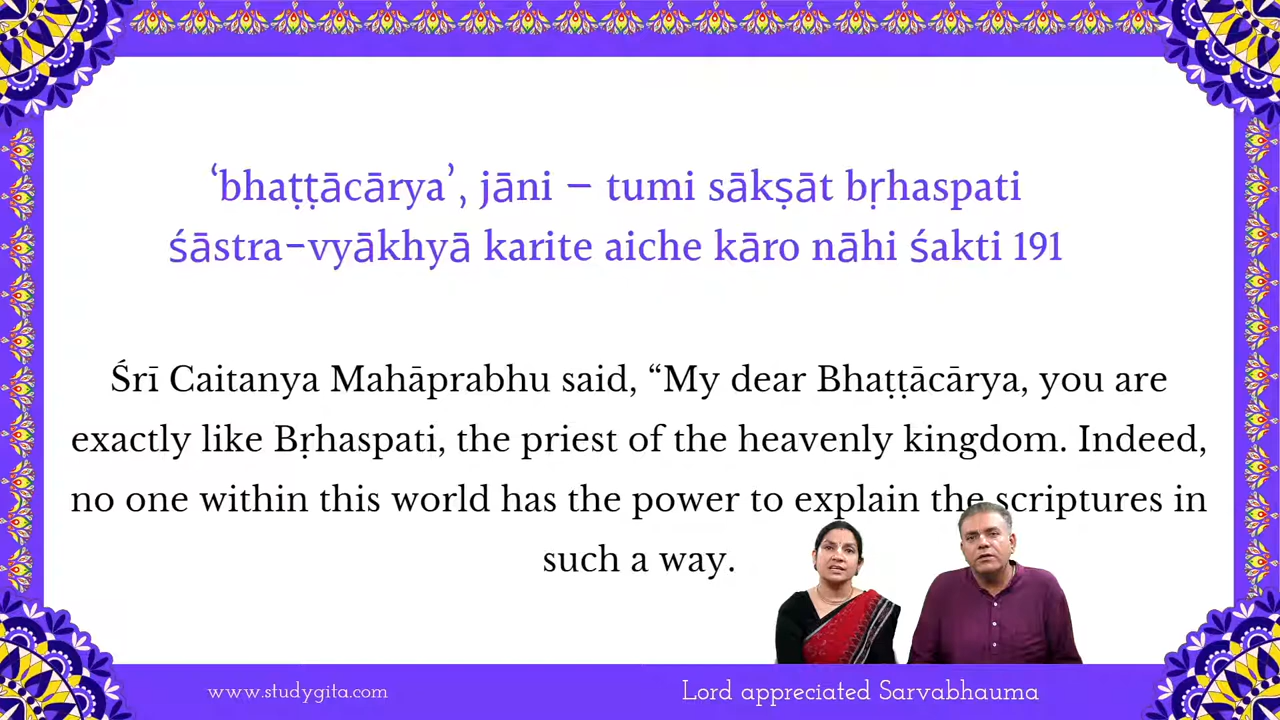 ‘bhaṭṭācārya’, jāni – tumi sākṣāt bṛhaspati
śāstra-vyākhyā karite aiche kāro nāhi śakti 191
Śrī Caitanya Mahāprabhu said, “My dear Bhaṭṭācārya, you are
exactly like Bṛhaspati, the priest of the heavenly kingdom. Indeed,
no one within this world has the power to explain the scriptures in
such a way.
www.studygita.com
Lord appreciated Sarvabhauma